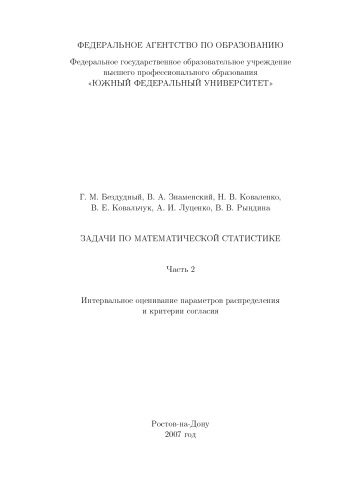 ФЕДЕРАЛЬНОЕ АГЕНТСТВО ПО ОБРАЗОВАНИЮ
Федеральное государственное образовательное учреждение
высшего профессионального образования
«ЮЖНЫЙ ФЕДЕРАЛЬНЫЙ УНИВЕРСИТЕТ»
Г. М. Бездудный, В. А. Знаменский, Н. В. Коваленко,
В. Е. Ковальчук, А. И. Луценко, В. В. Рындина
ЗАДАЧИ ПО МАТЕМАТИЧЕСКОЙ СТАТИСТИКЕ
Часть 2
Интервальное оценивание параметров распределения
и критерии согласия
Ростов-на-Дону
2007 год